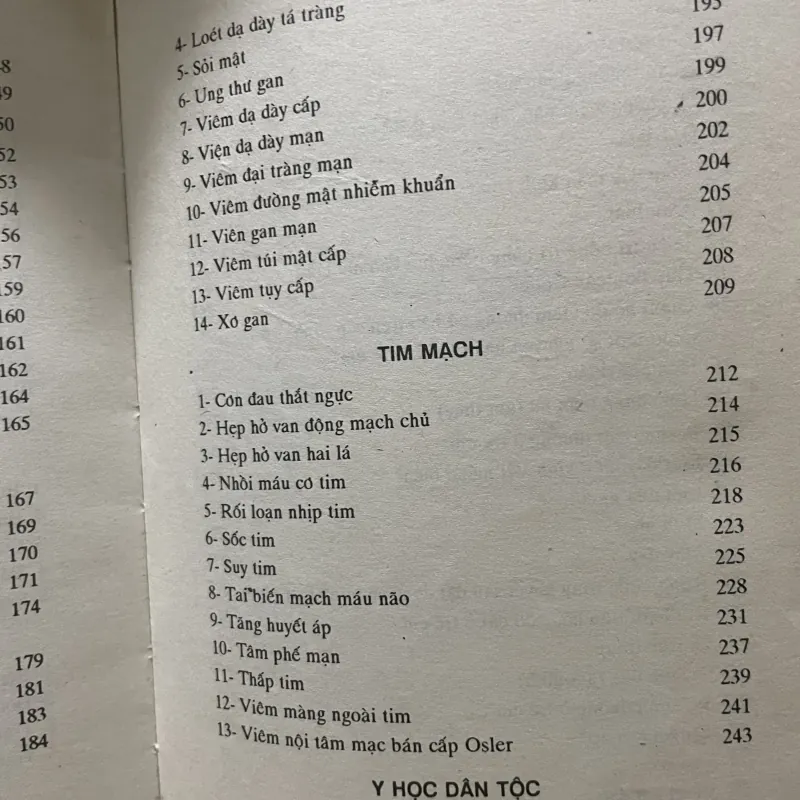 48
49
50
52
53
54
56
57
159
160
161
162
164
165
167
169
170
171
174
179
181
183
184
4- Loét dạ dày tá tràng
5- Sỏi mật 193
6- Ung thư gan 197
7- Viêm dạ dày cấp 199
8- Viện dạ dày mạn 200
9- Viêm đại tràng mạn 202
10- Viêm đường mật nhiễm khuẩn 204
11- Viên gan mạn 205
12- Viêm túi mật cấp 207
13- Viêm tụy cấp 208
14- Xơ gan 209
TIM MẠCH
1- Cơn đau thắt ngực 212
2- Hẹp hở van động mạch chủ 214
3- Hẹp hở van hai lá 215
4- Nhồi máu cơ tim 216
5- Rối loạn nhịp tim 218
6- Sốc tim 223
7- Suy tim 225
8- Tai biến mạch máu não 228
9- Tăng huyết áp 231
10- Tâm phế mạn 237
11- Thấp tim 239
12- Viêm màng ngoài tim 241
13- Viêm nội tâm mạc bán cấp Osler 243
Y HỌC DÂN TỘC